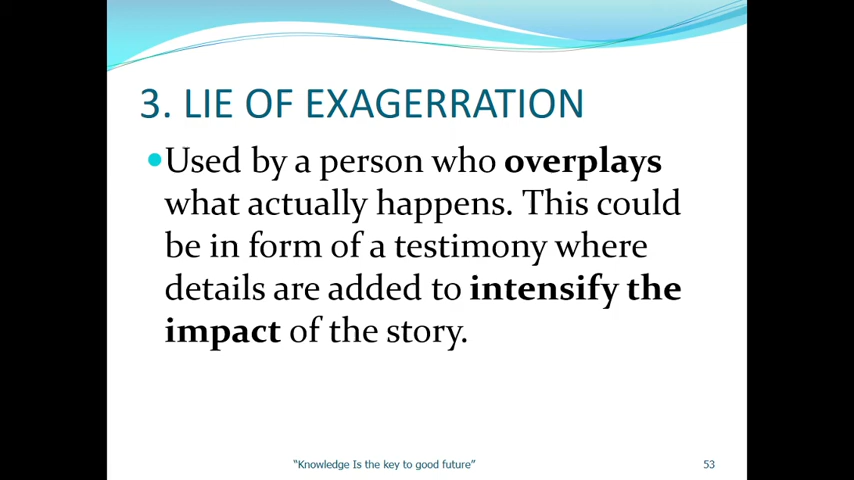 3. LIE OF EXAGERRATION
•Used by a person who overplays
what actually happens. This could
be in form of a testimony where
details are added to intensify the
impact of the story.
“Knowledge Is the key to good future”
53